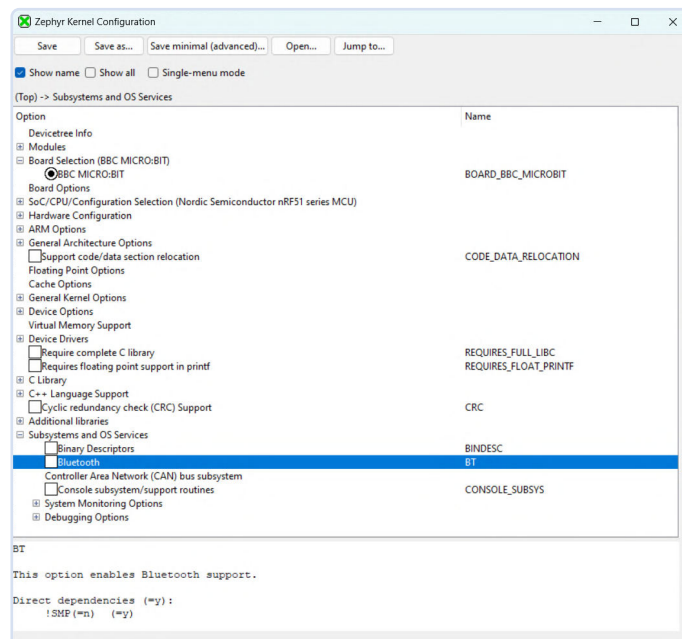 Zephyr Kernel Configuration
Save Save as... Save minimal (advanced)... Open... Jump to...
Show name Show all Single-menu mode
(Top) -> Subsystems and OS Services
Option Name
Devicetree Info
Modules
Board Selection (BBC MICRO:BIT)
BBC MICRO:BIT BOARD_BBC_MICROBIT
Board Options
SoC/CPU/Configuration Selection (Nordic Semiconductor nRF51 series MCU)
Hardware Configuration
ARM Options
General Architecture Options
Support code/data section relocation CODE_DATA_RELOCATION
Floating Point Options
Cache Options
General Kernel Options
Device Options
Virtual Memory Support
Device Drivers
Require complete C library REQUIRES_FULL_LIBC
Requires floating point support in printf REQUIRES_FLOAT_PRINTF
C Library
C++ Language Support
Cyclic redundancy check (CRC) Support CRC
Additional libraries
Subsystems and OS Services
Binary Descriptors BINDESC
Bluetooth BT
Controller Area Network (CAN) bus subsystem
Console subsystem/support routines CONSOLE_SUBSYS
System Monitoring Options
Debugging Options
BT
This option enables Bluetooth support.
Direct dependencies (=y):
!SMP(=n) (=y)